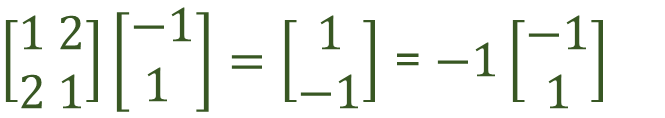 [1 2] [−1] = [1] = −1 [−1]
[2 1] [1] [−1] [1]